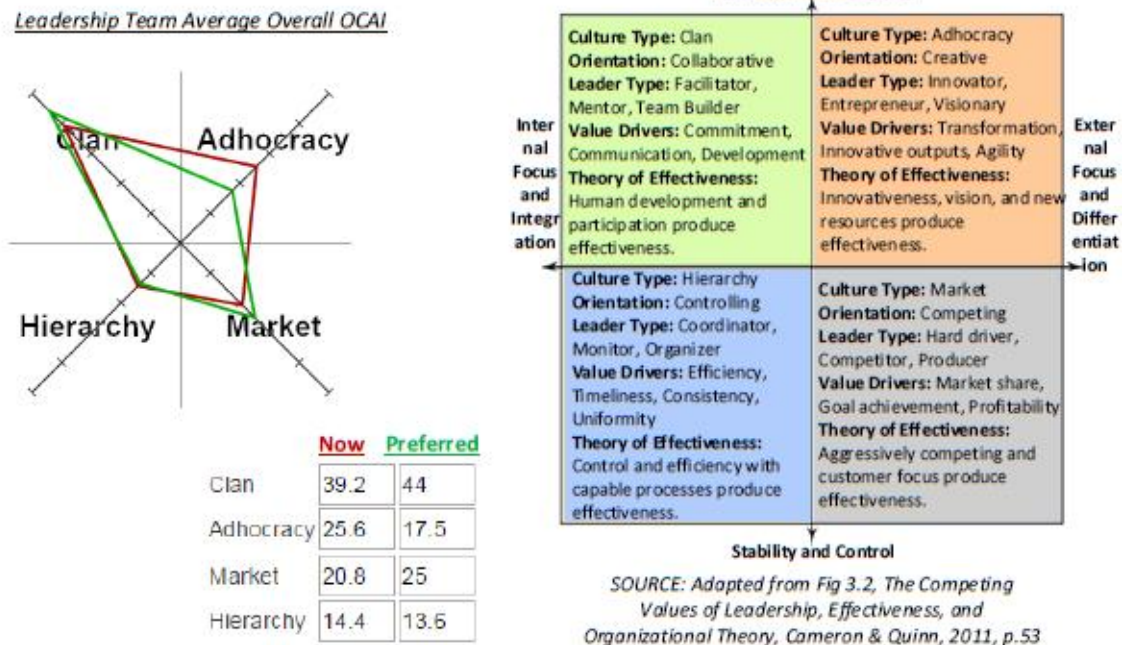 Leadership Team Average Overall OCAI
Clan
Adhocracy
Hierarchy
Market
Now Preferred
Clan 39.2 44
Adhocracy 25.6 17.5
Market 20.8 25
Hierarchy 14.4 13.6
Culture Type: Clan
Orientation: Collaborative
Leader Type: Facilitator,
Mentor, Team Builder
Value Drivers: Commitment,
Communication, Development
Theory of Effectiveness:
Human development and
participation produce
effectiveness.
Culture Type: Adhocracy
Orientation: Creative
Leader Type: Innovator,
Entrepreneur, Visionary
Value Drivers: Transformation,
Innovative outputs, Agility
Theory of Effectiveness:
Innovativeness, vision, and new
resources produce
effectiveness.
Inter
nal
Focus
and
Integr
ation
Exter
nal
Focus
and
Differ
entiat
ion
Culture Type: Hierarchy
Orientation: Controlling
Leader Type: Coordinator,
Monitor, Organizer
Value Drivers: Efficiency,
Timeliness, Consistency,
Uniformity
Theory of Effectiveness:
Control and efficiency with
capable processes produce
effectiveness.
Culture Type: Market
Orientation: Competing
Leader Type: Hard driver,
Competitor, Producer
Value Drivers: Market share,
Goal achievement, Profitability
Theory of Effectiveness:
Aggressively competing and
customer focus produce
effectiveness.
Stability and Control
SOURCE: Adapted from Fig 3.2, The Competing
Values of Leadership, Effectiveness, and
Organizational Theory, Cameron & Quinn, 2011, p.53